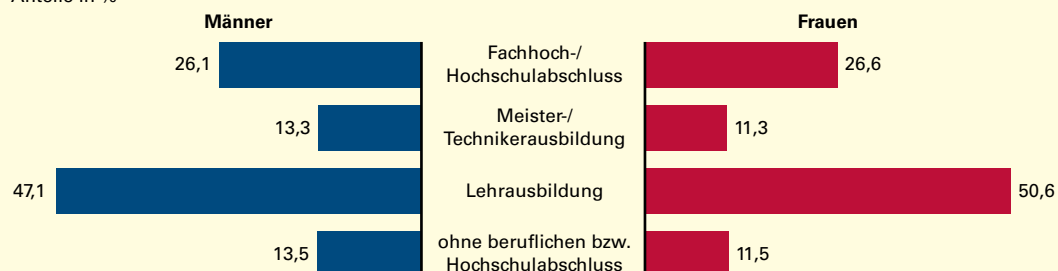 Männer Frauen
26,1 Fachhoch-/
Hochschulabschluss 26,6
13,3 Meister-/
Technikerausbildung 11,3
47,1 Lehrausbildung 50,6
13,5 ohne beruflichen bzw.
Hochschulabschluss 11,5